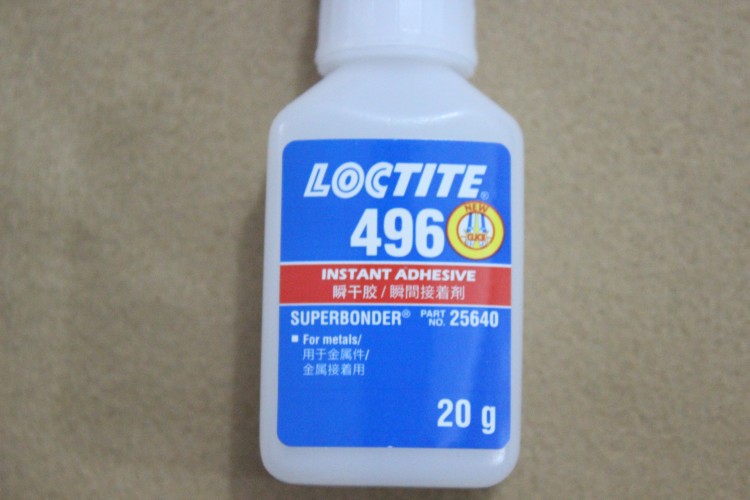 LOCTITE®
496
NEW
CLICK
INSTANT ADHESIVE
瞬干胶/瞬間接着剤
SUPERBONDER® PART NO. 25640
■ For metals/
用于金属件/
金属接着用
20 g